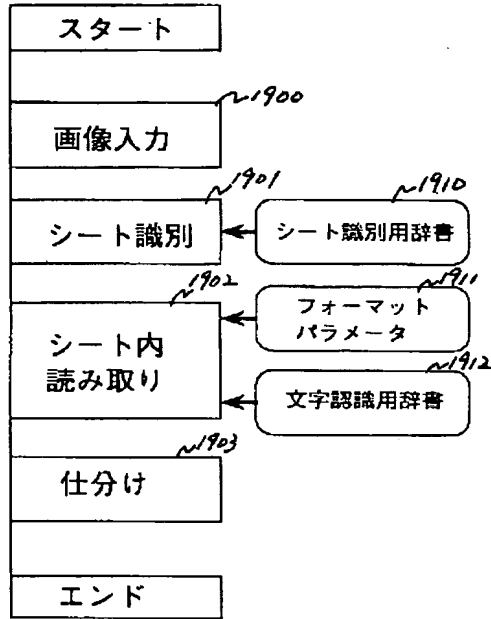 スタート
1900
画像入力
1901
シート識別
1910
シート識別用辞書
1902
シート内
読み取り
1911
フォーマット
パラメータ
1912
文字認識用辞書
1903
仕分け
エンド